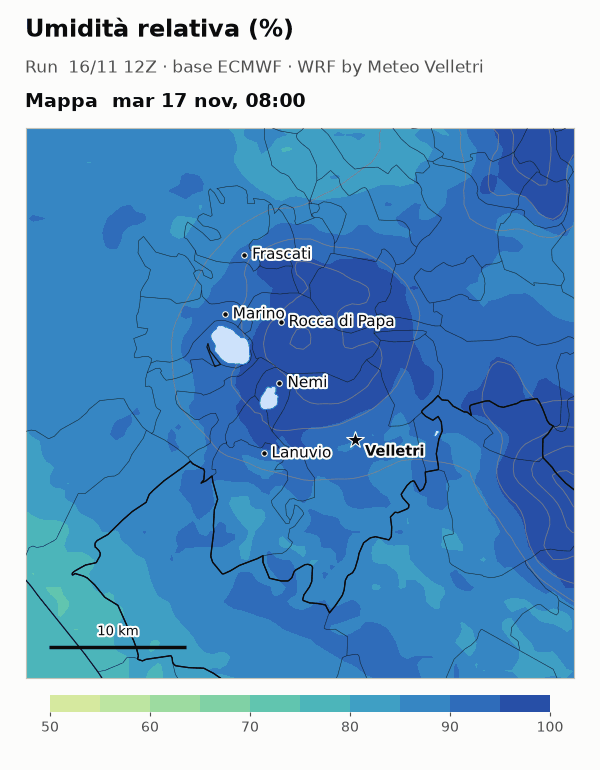 Umidità relativa (%)
Run  16/11 12Z · base ECMWF · WRF by Meteo Velletri
Mappa  mar 17 nov, 08:00
Frascati
Marino
Rocca di Papa
Nemi
Lanuvio
Velletri
10 km
50 60 70 80 90 100